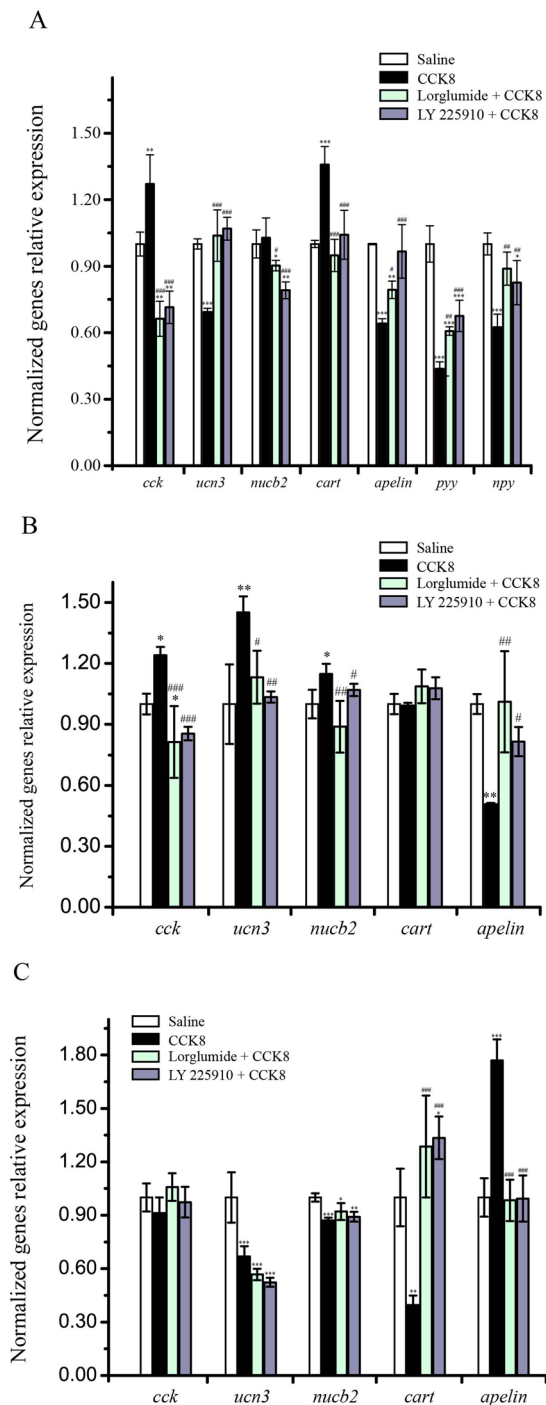 A
Saline
CCK8
Lorglumide + CCK8
LY 225910 + CCK8
Normalized genes relative expression
1.50
1.20
0.90
0.60
0.30
0.00
** ### ** ### **
*** ### ###
# * ### **
*** ### ###
*** # ** ###
*** ## *** ### ***
*** ## ## *
cck ucn3 nucb2 cart apelin pyy npy
B
Saline
CCK8
Lorglumide + CCK8
LY 225910 + CCK8
Normalized genes relative expression
1.50
1.20
0.90
0.60
0.30
0.00
* ### * ###
** # ##
* ## #
** ## #
cck ucn3 nucb2 cart apelin
C
Saline
CCK8
Lorglumide + CCK8
LY 225910 + CCK8
Normalized genes relative expression
1.80
1.50
1.20
0.90
0.60
0.30
0.00
*** *** ***
*** * **
** ### ### *
*** ### ###
cck ucn3 nucb2 cart apelin